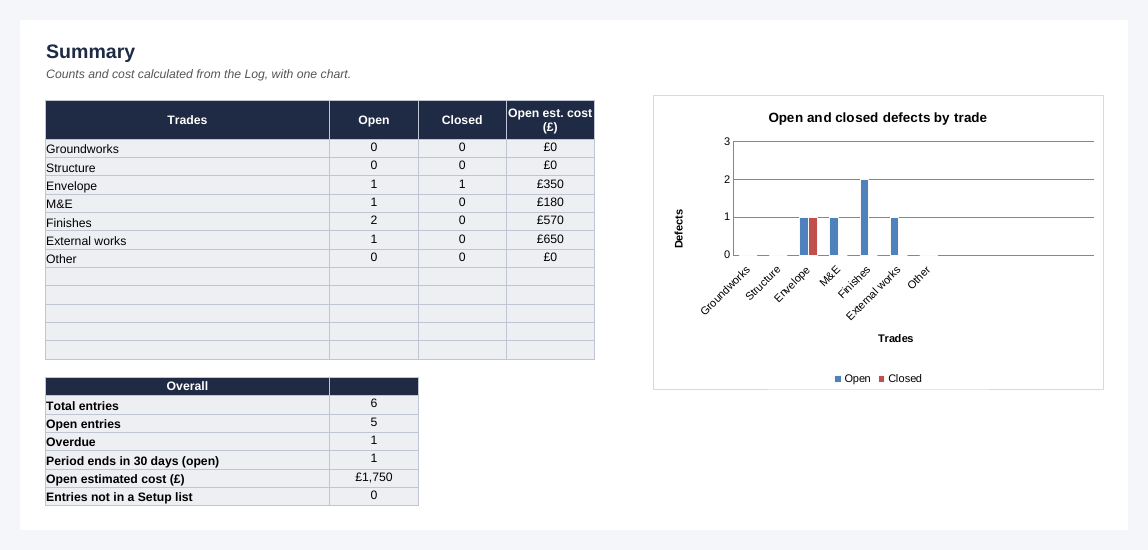 Summary
Counts and cost calculated from the Log, with one chart.
Trades Open Closed Open est. cost (£)
Groundworks 0 0 £0
Structure 0 0 £0
Envelope 1 1 £350
M&E 1 0 £180
Finishes 2 0 £570
External works 1 0 £650
Other 0 0 £0
Overall
Total entries 6
Open entries 5
Overdue 1
Period ends in 30 days (open) 1
Open estimated cost (£) £1,750
Entries not in a Setup list 0
Open and closed defects by trade
Defects
3
2
1
0
Groundworks Structure Envelope M&E Finishes External works Other
Trades
Open Closed